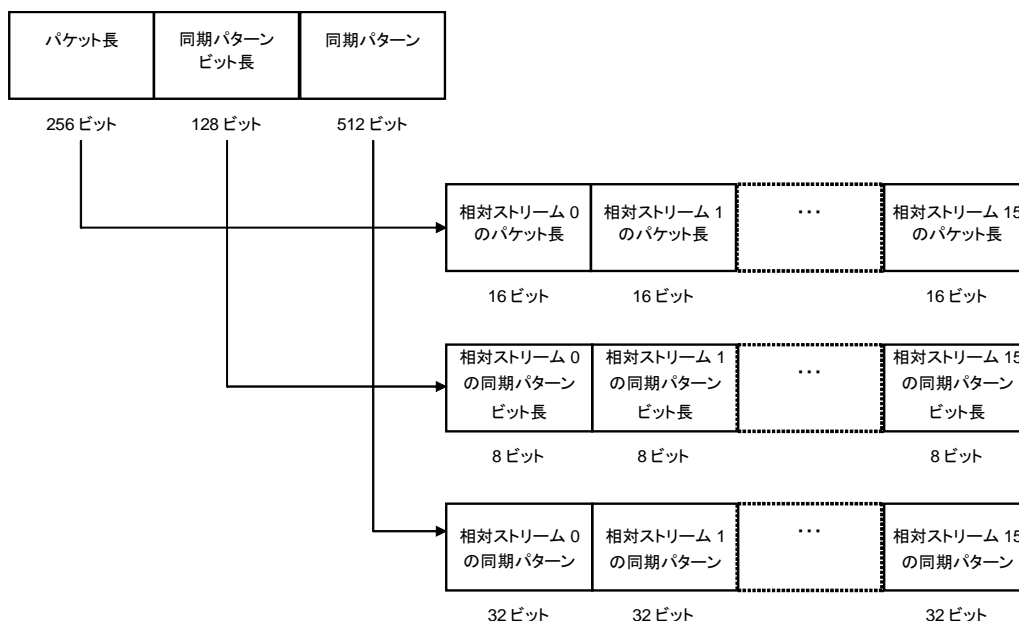 パケット長
同期パターン
ビット長
同期パターン
256 ビット
128 ビット
512 ビット
相対ストリーム 0
のパケット長
相対ストリーム 1
のパケット長
...
相対ストリーム 15
のパケット長
16 ビット
16 ビット
16 ビット
相対ストリーム 0
の同期パターン
ビット長
相対ストリーム 1
の同期パターン
ビット長
...
相対ストリーム 15
の同期パターン
ビット長
8 ビット
8 ビット
8 ビット
相対ストリーム 0
の同期パターン
相対ストリーム 1
の同期パターン
...
相対ストリーム 15
の同期パターン
32 ビット
32 ビット
32 ビット